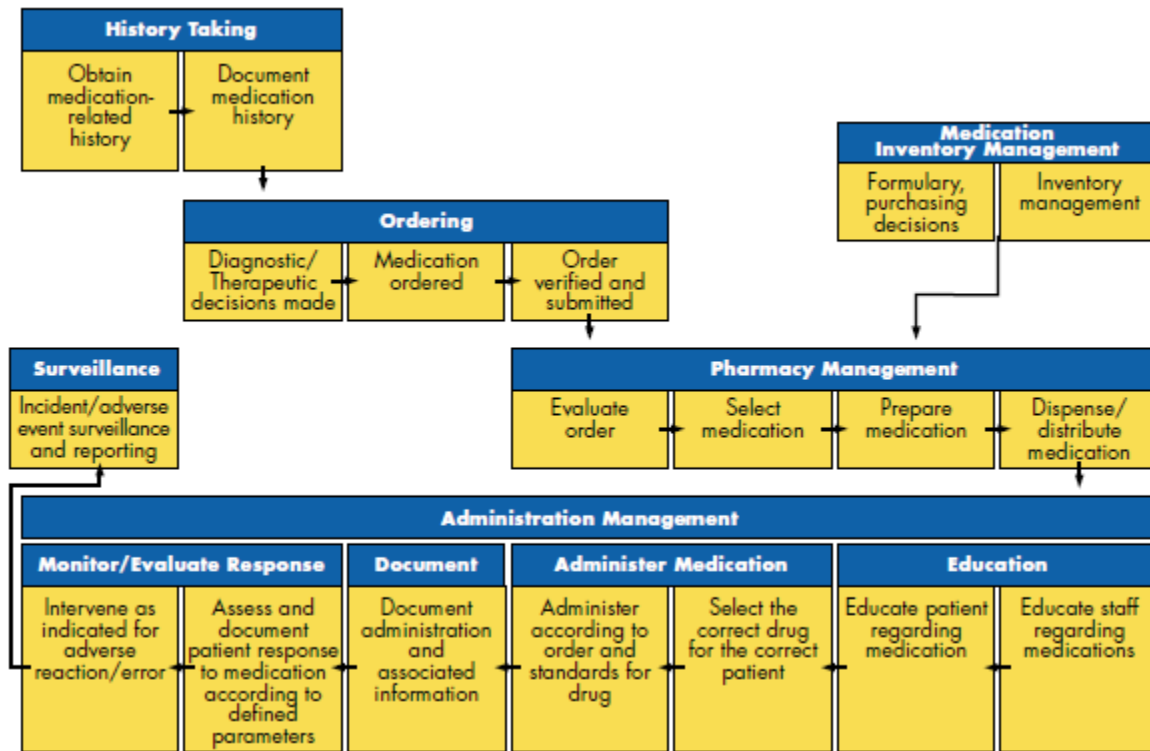 History Taking
Obtain
medication-
related
history
Document
medication
history
Medication
Inventory Management
Formulary,
purchasing
decisions
Inventory
management
Ordering
Diagnostic/
Therapeutic
decisions made
Medication
ordered
Order
verified and
submitted
Surveillance
Incident/adverse
event surveillance
and reporting
Pharmacy Management
Evaluate
order
Select
medication
Prepare
medication
Dispense/
distribute
medication
Administration Management
Monitor/Evaluate Response
Intervene as
indicated for
adverse
reaction/error
Assess and
document
patient response
to medication
according to
defined
parameters
Document
Document
administration
and
associated
information
Administer Medication
Administer
according to
order and
standards for
drug
Select the
correct drug
for the correct
patient
Education
Educate patient
regarding
medication
Educate staff
regarding
medications